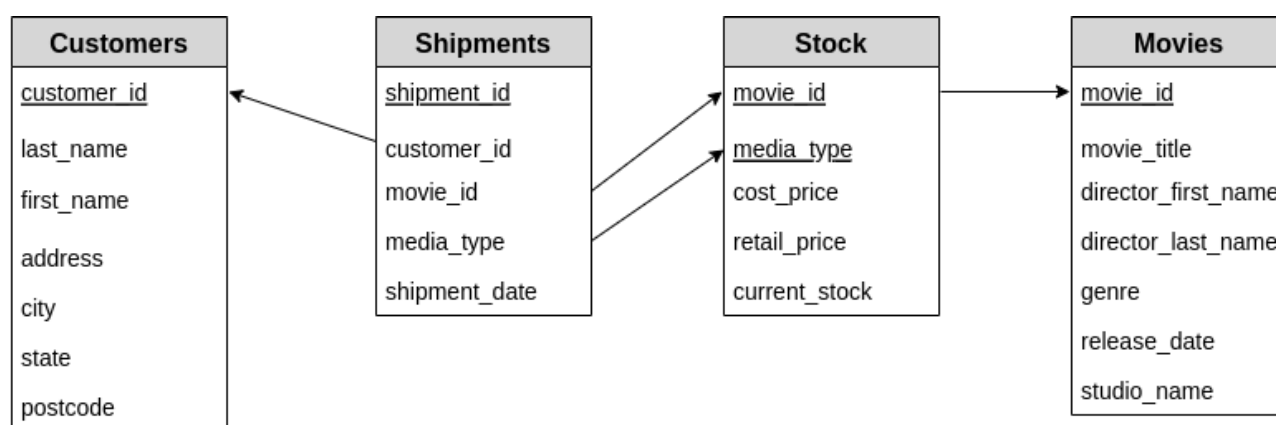 Customers
customer_id
last_name
first_name
address
city
state
postcode
Shipments
shipment_id
customer_id
movie_id
media_type
shipment_date
Stock
movie_id
media_type
cost_price
retail_price
current_stock
Movies
movie_id
movie_title
director_first_name
director_last_name
genre
release_date
studio_name